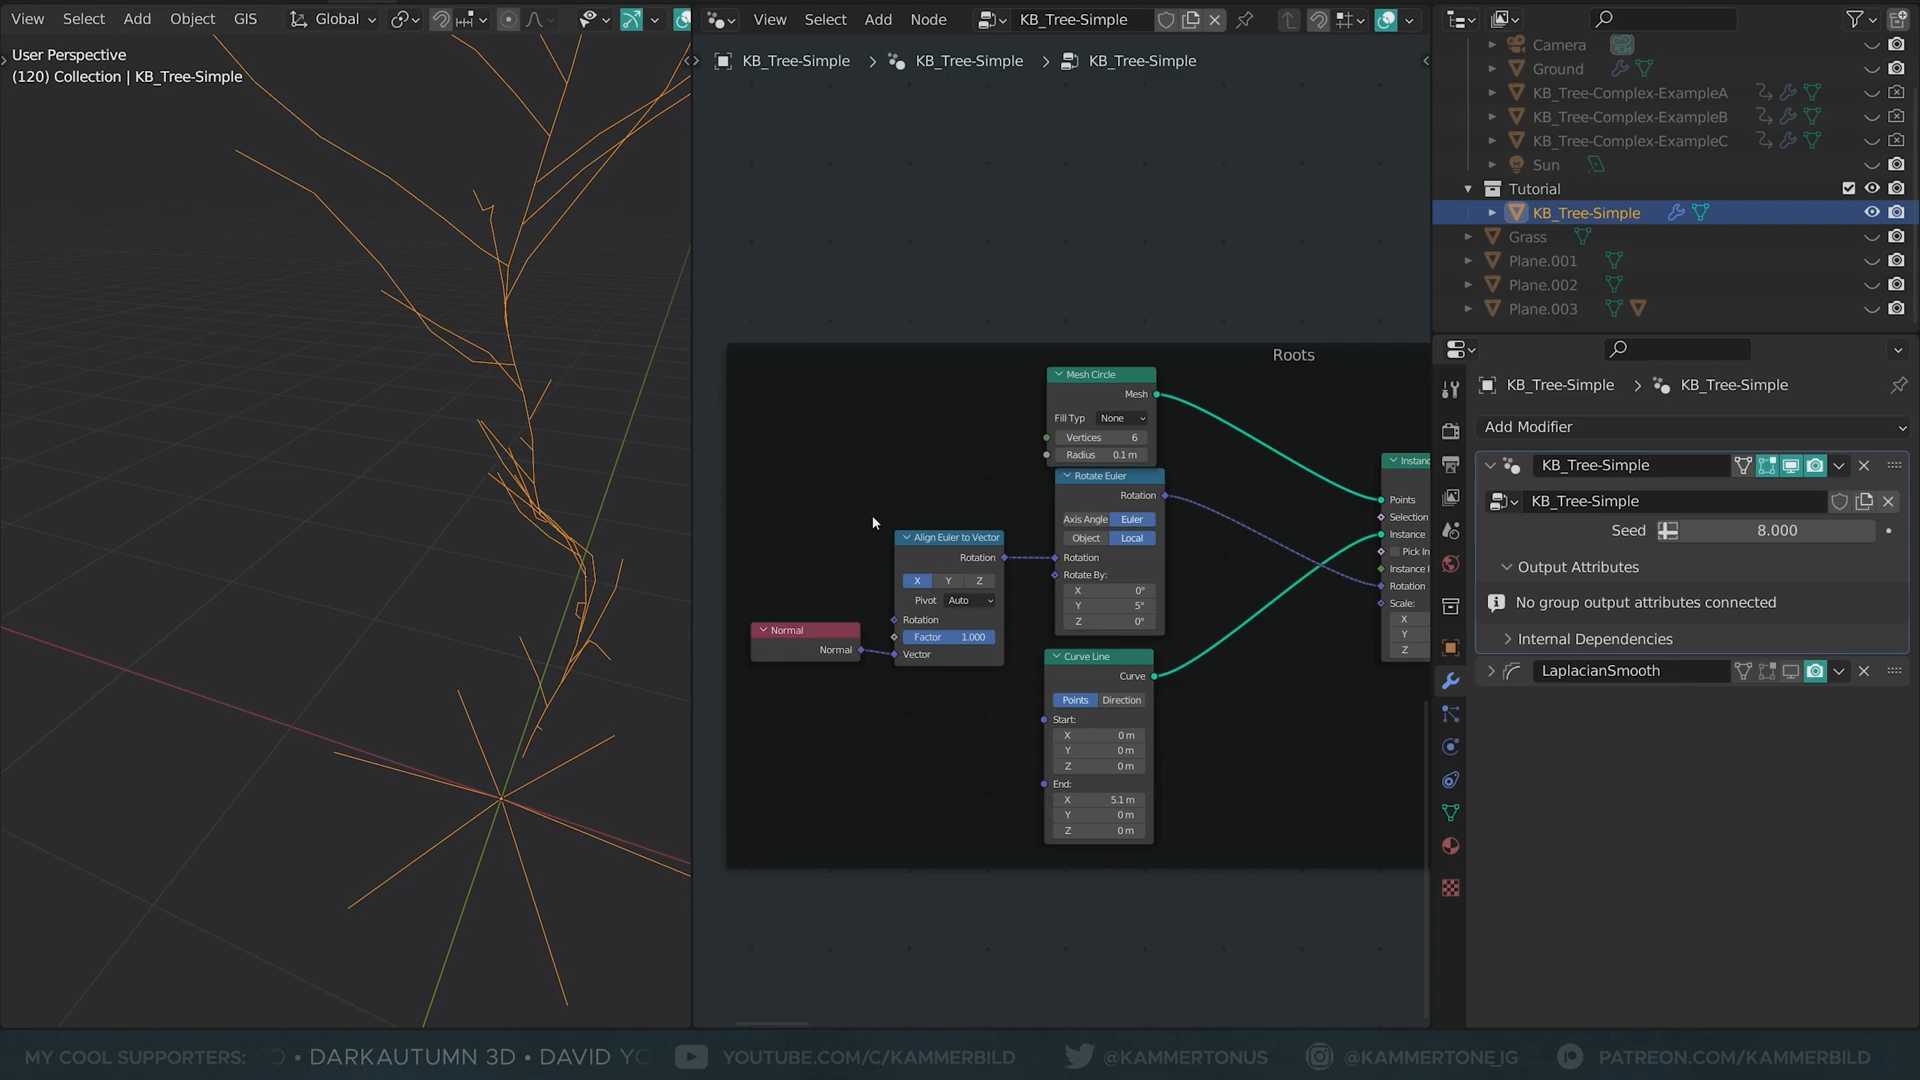 View Select Add Object GIS Global
View Select Add Node KB_Tree-Simple
User Perspective
(120) Collection | KB_Tree-Simple
KB_Tree-Simple > KB_Tree-Simple > KB_Tree-Simple
Camera
Ground
KB_Tree-Complex-ExampleA
KB_Tree-Complex-ExampleB
KB_Tree-Complex-ExampleC
Sun
Tutorial
KB_Tree-Simple
Grass
Plane.001
Plane.002
Plane.003
Roots
Mesh Circle
Mesh
Fill Typ None
Vertices 6
Radius 0.1 m
Rotate Euler
Rotation
Axis Angle Euler
Object Local
Rotation
Rotate By:
X 0°
Y 5°
Z 0°
Align Euler to Vector
Rotation
X Y Z
Pivot Auto
Rotation
Factor 1.000
Vector
Normal
Normal
Curve Line
Curve
Points Direction
Start:
X 0 m
Y 0 m
Z 0 m
End:
X 5.1 m
Y 0 m
Z 0 m
Instanc
Points
Selection
Instance
Pick In
Instance I
Rotation
Scale:
X
Y
Z
KB_Tree-Simple > KB_Tree-Simple
Add Modifier
KB_Tree-Simple
KB_Tree-Simple
Seed 8.000
Output Attributes
No group output attributes connected
Internal Dependencies
LaplacianSmooth
MY COOL SUPPORTERS: • DARKAUTUMN 3D • DAVID YO YOUTUBE.COM/C/KAMMERBILD @KAMMERTONUS @KAMMERTONE_IG PATREON.COM/KAMMERBILD